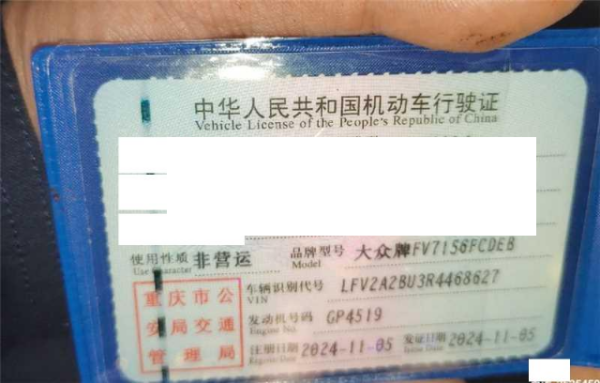 中华人民共和国机动车行驶证
Vehicle License of the People's Republic of China
使用性质 非营运 品牌型号 大众牌FV7156FCDEB
Use Character Model
重庆市公安局交通管理局
车辆识别代号 LFV2A2BU3R4468627
VIN
发动机号码 GP4519
Engine No.
注册日期 2024-11-05 发证日期 2024-11-05
Register Date Issue Date